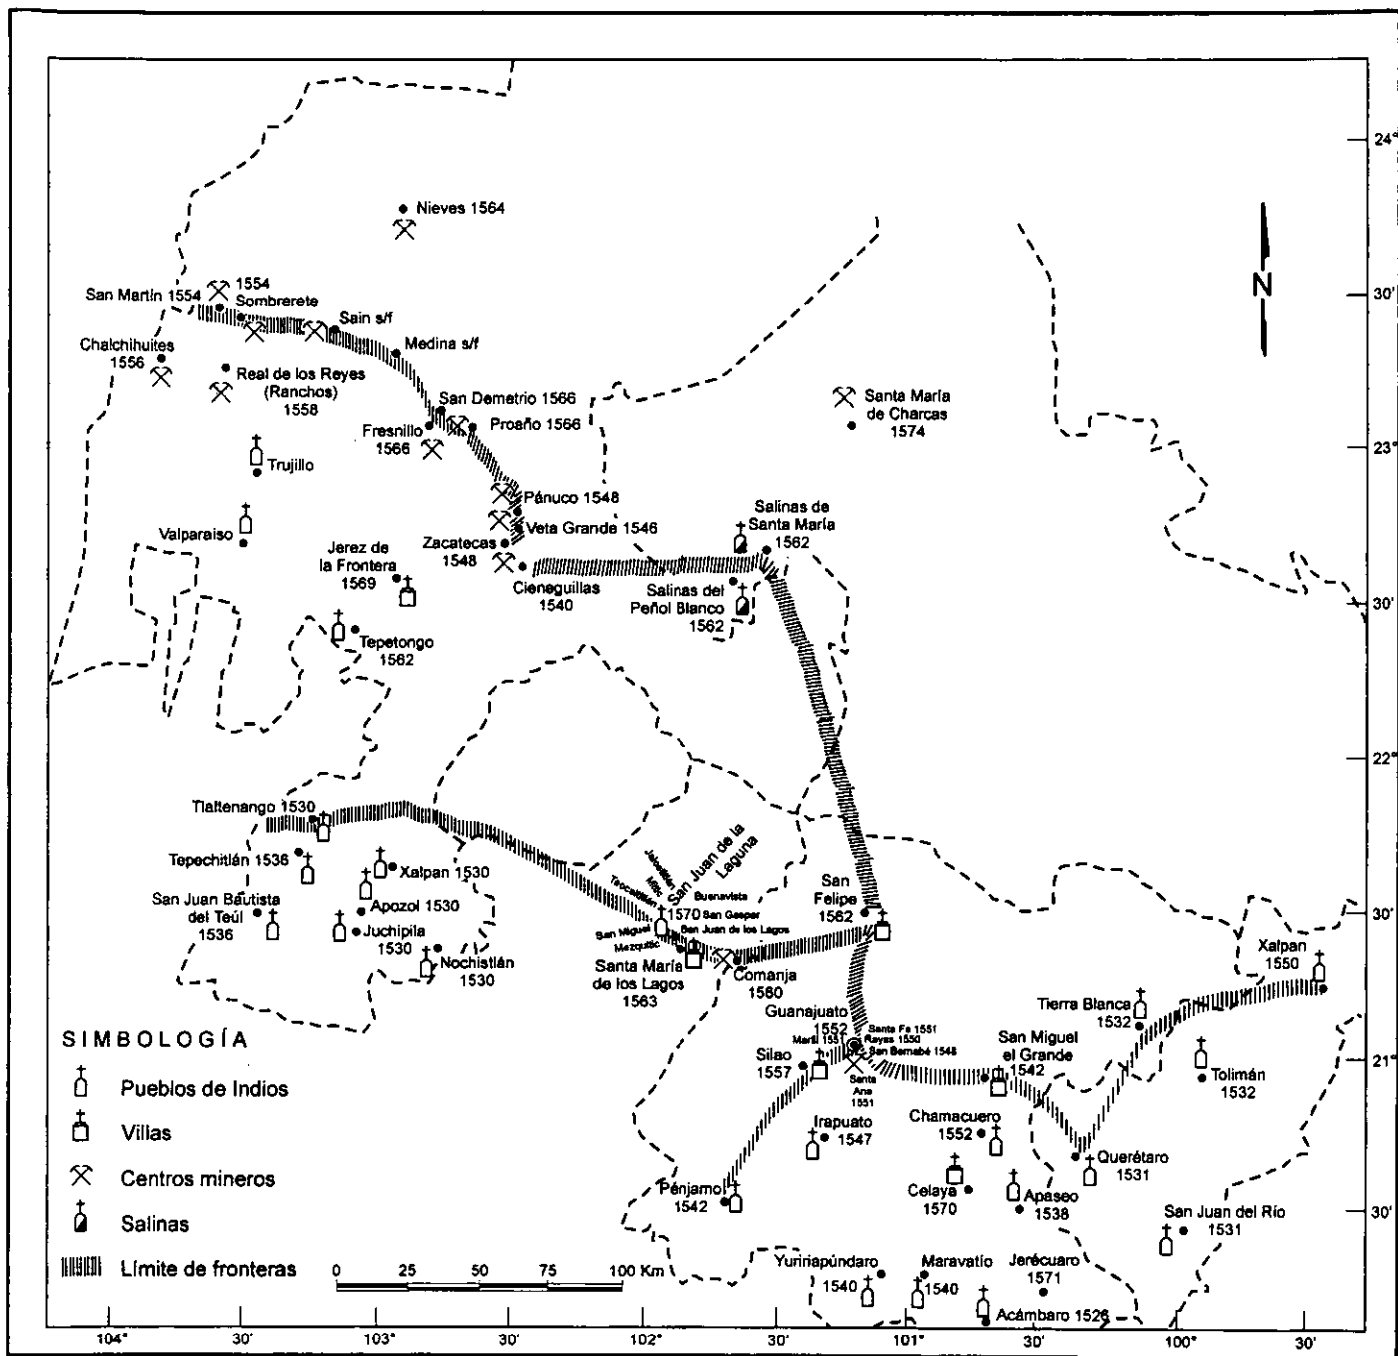 24°
Nieves 1564
N
1554
San Martín 1554
Sombrerete
30'
Sain s/f
Chalchihuites
1556
Medina s/f
Real de los Reyes
(Ranchos)
1558
San Demetrio 1566
Santa María
de Charcas
1574
Fresnillo
1566
Proaño 1566
23°
Trujillo
Pánuco 1548
Valparaiso
Veta Grande 1546
Salinas de
Santa María
1562
Zacatecas
1548
Jerez de
la Frontera
1569
Cieneguillas
1540
Salinas del
Peñol Blanco
1562
30'
Tepetongo
1562
22°
Tlaltenango 1530
San Juan de la
Laguna
Jalostitlán
Mitic
Teocaltitlán
Buenavista
Tepechitlán 1536
Xalpan 1530
San
Felipe
1562
San Juan Bautista
del Teúl
1536
Apozol 1530
1570
San Gaspar
30'
Juchipila
1530
San Miguel
San Juan de los Lagos
Mezquitic
Xalpan
1550
Nochistlán
1530
Santa María
de los Lagos
1563
Comanja
1560
Tierra Blanca
1532
Guanajuato
1552
Santa Fe 1551
Marfil 1551
Rayas 1550
San Bernabé 1548
San Miguel
el Grande
1542
SIMBOLOGÍA
Silao
1557
Santa
Ana
1551
21°
Tolimán
1532
Pueblos de Indios
Irapuato
1547
Chamacuero
1552
Villas
Querétaro
1531
Centros mineros
Pénjamo
1542
Celaya
1570
Apaseo
1538
San Juan del Río
1531
30'
Salinas
Límite de fronteras
0 25 50 75 100 Km
Yuririapúndaro
1540
Maravatío
1540
Jerécuaro
1571
Acámbaro 1526
104° 30' 103° 30' 102° 30' 101° 30' 100° 30'